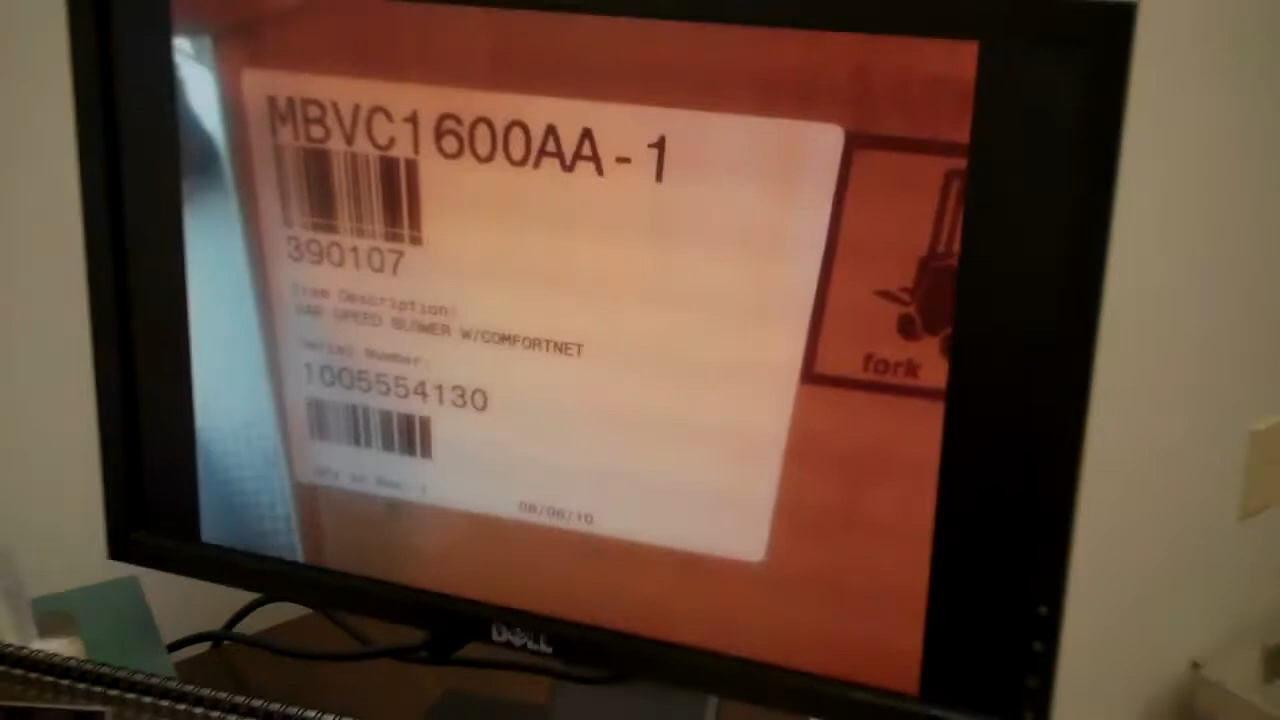 MBVC1600AA-1
390107
Item Description:
VAR SPEED BLOWER W/COMFORTNET
Serial Number:
1005554130
08/06/10
fork
DELL